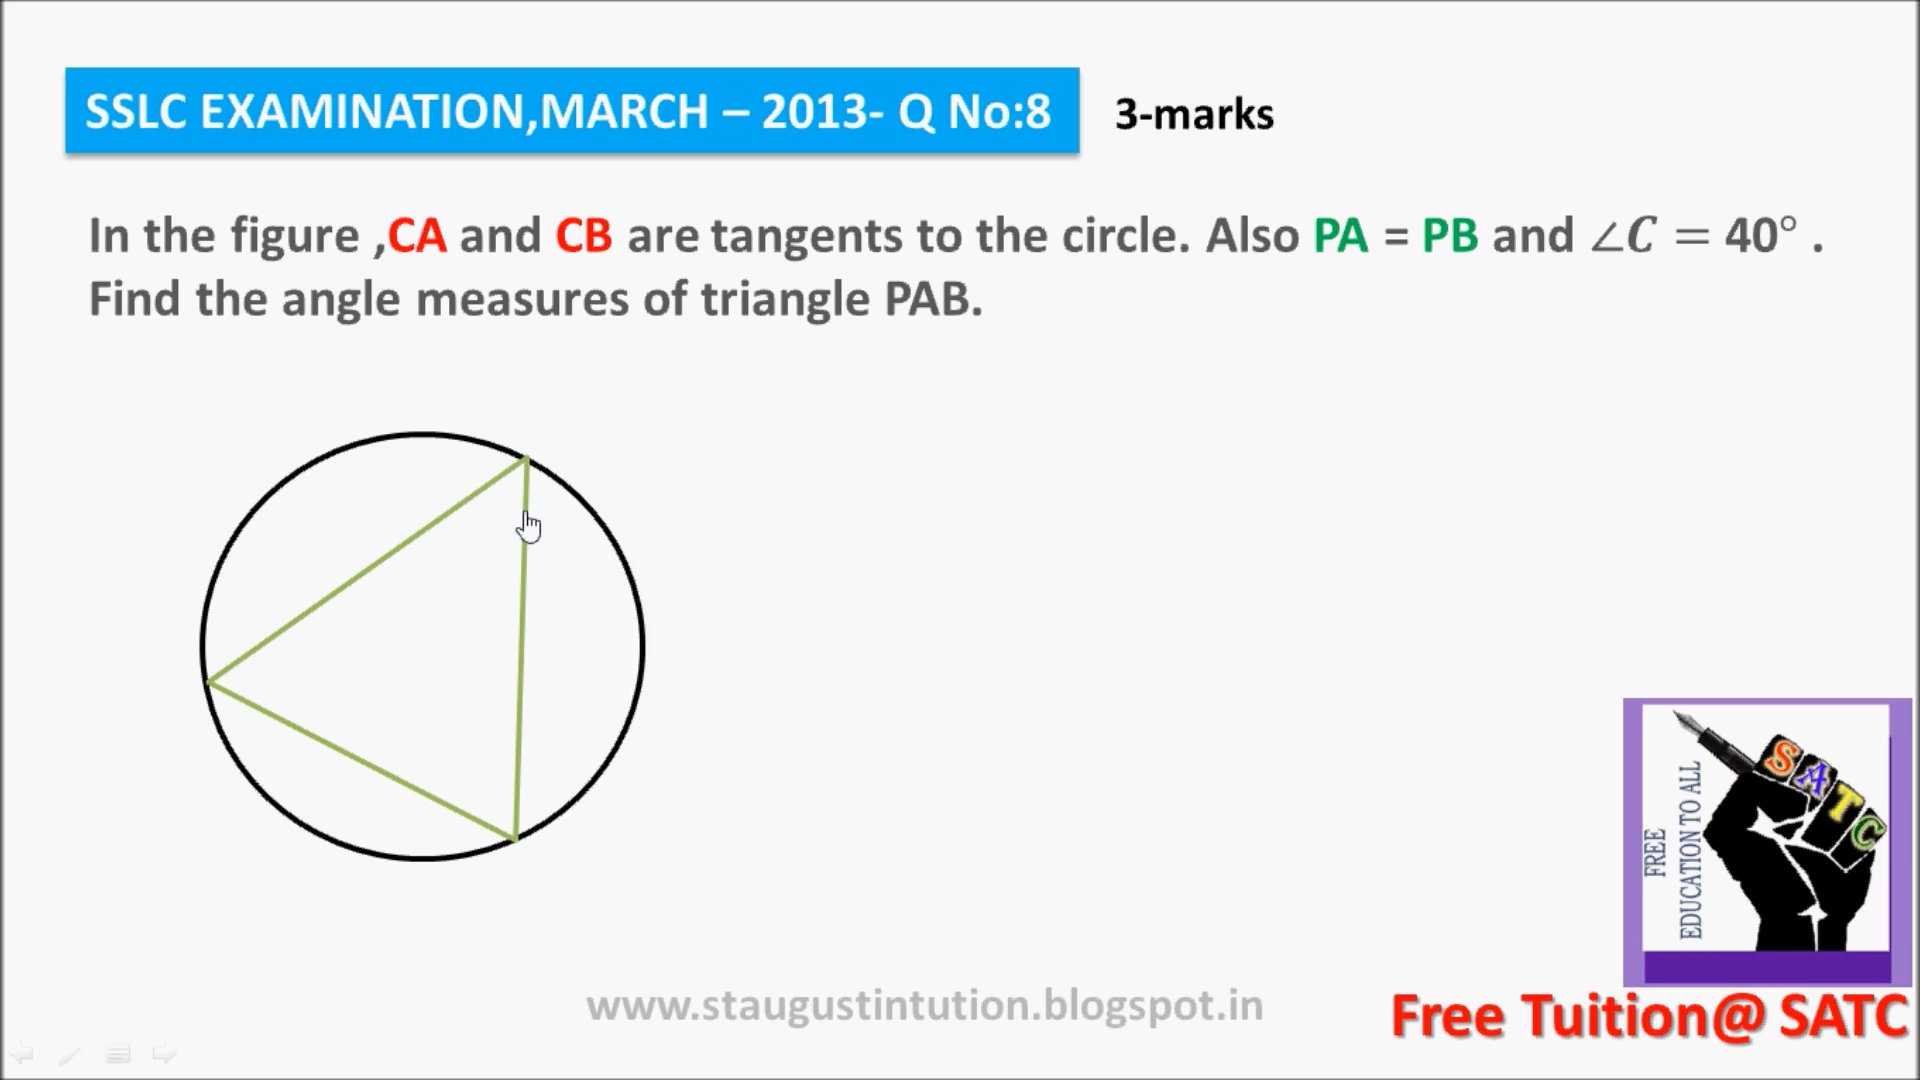 SSLC EXAMINATION,MARCH – 2013- Q No:8
3-marks
In the figure ,CA and CB are tangents to the circle. Also PA = PB and ∠C = 40° .
Find the angle measures of triangle PAB.
SATC
FREE
EDUCATION TO ALL
www.staugustintution.blogspot.in
Free Tuition@ SATC